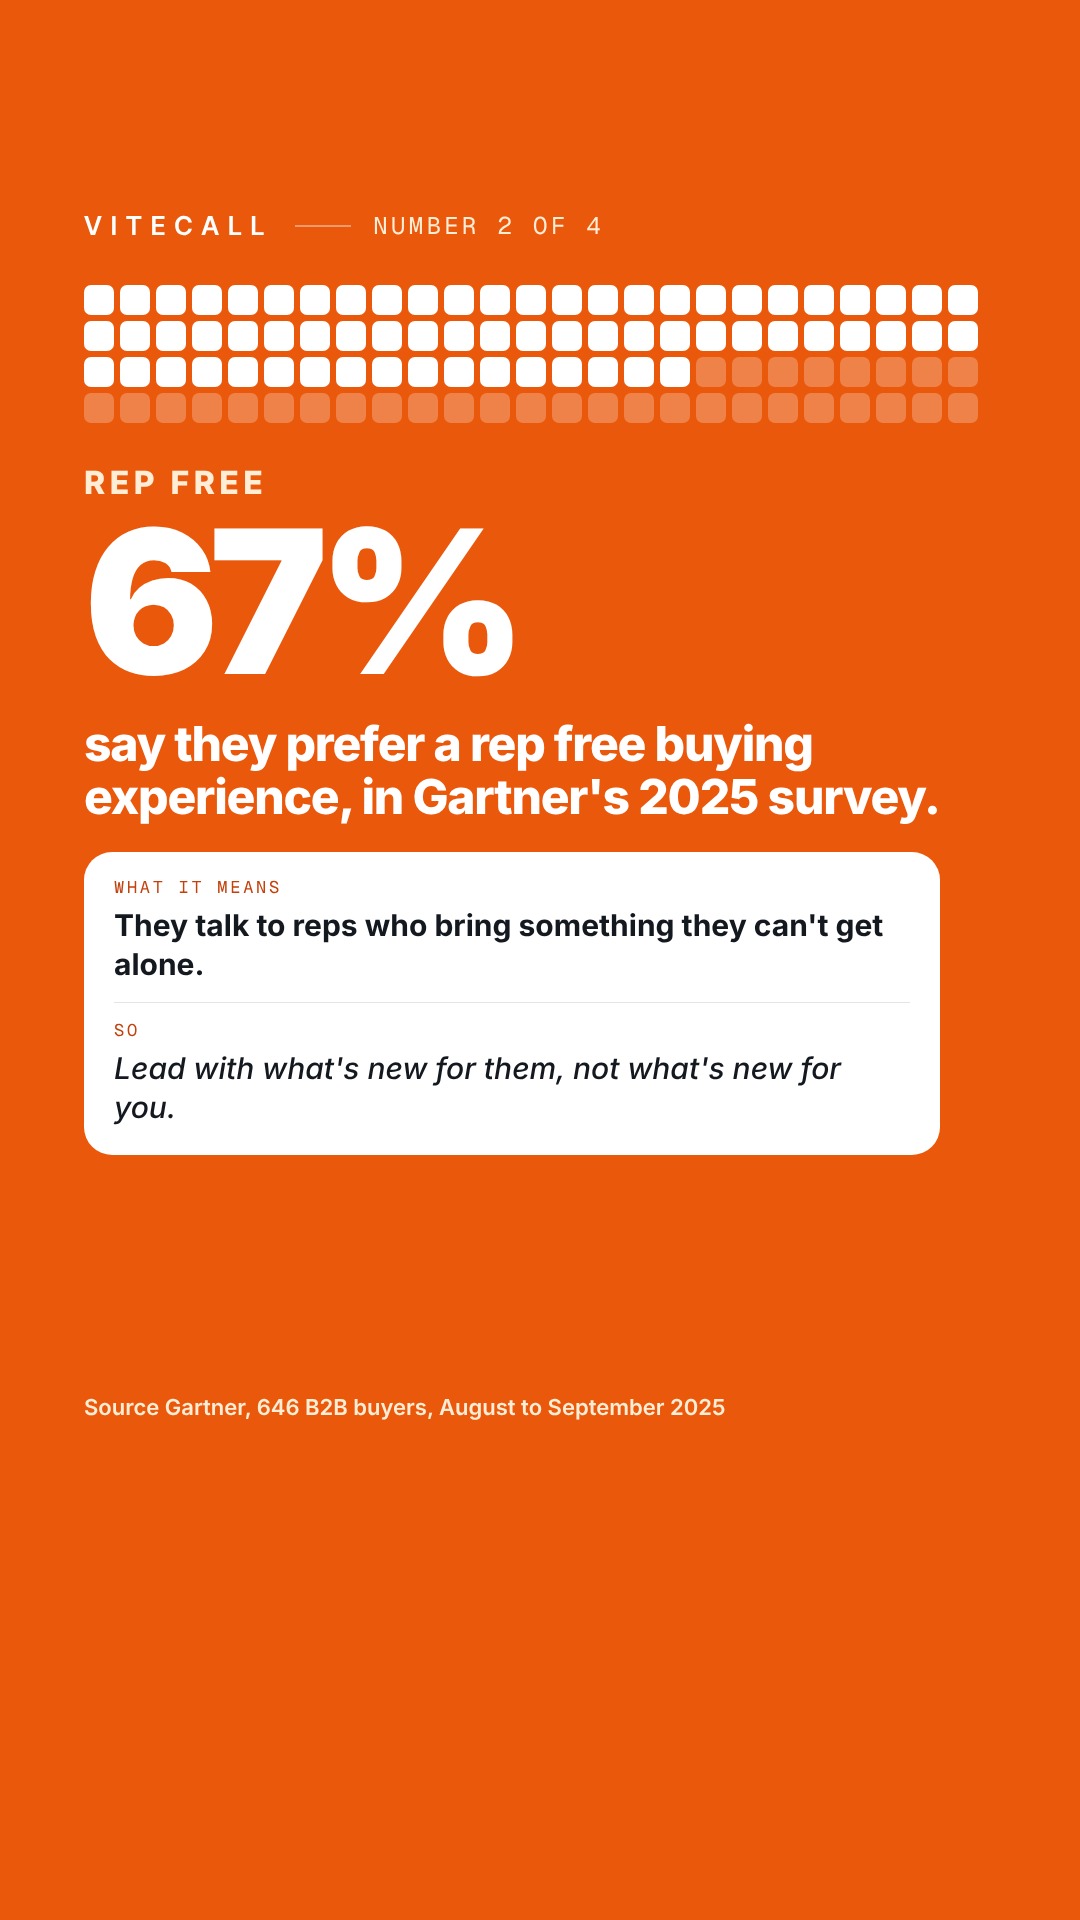 VITECALL — NUMBER 2 OF 4
REP FREE
67%
say they prefer a rep free buying
experience, in Gartner's 2025 survey.
WHAT IT MEANS
They talk to reps who bring something they can't get
alone.
SO
Lead with what's new for them, not what's new for
you.
Source Gartner, 646 B2B buyers, August to September 2025